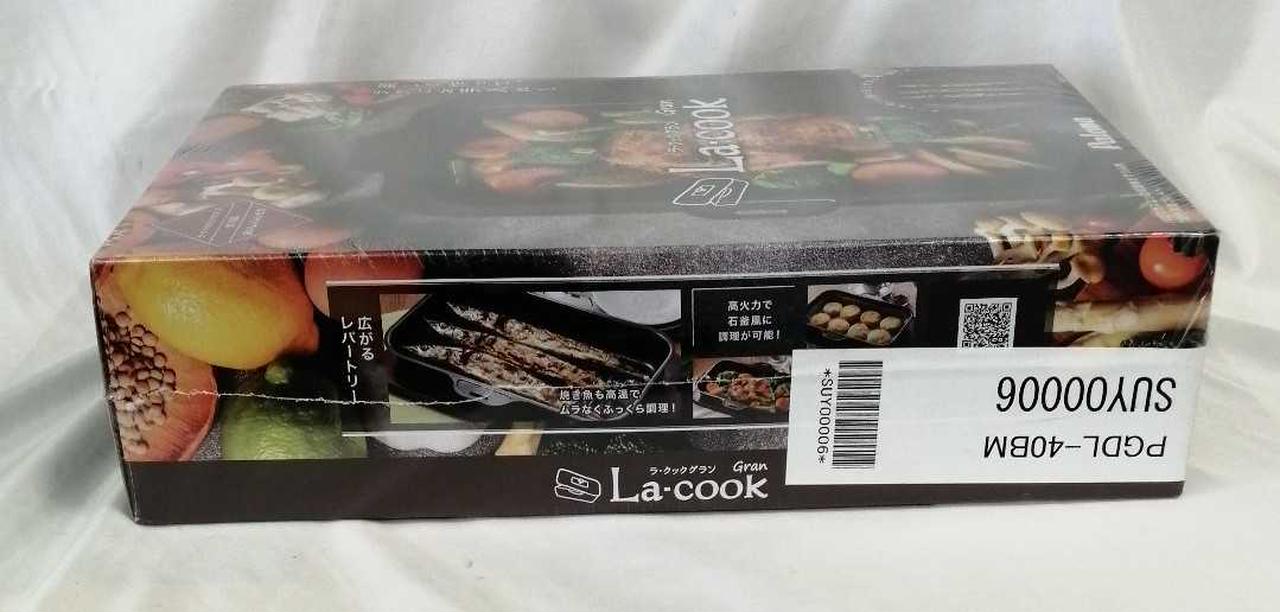 La-cook
ラ・クックグラン
Gran
Paloma
広がる
レパートリー
焼き魚も高温で
ムラなくふっくら調理！
高火力で
石窯風に
調理が可能！
ラ・クックグラン Gran
La-cook
*SUY00006*
SUY00006
PGDL-40BM